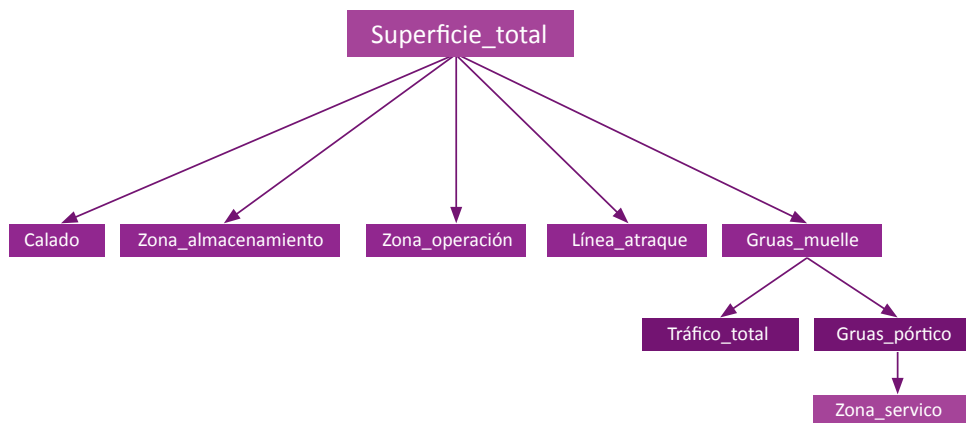 Superficie_total
Calado
Zona_almacenamiento
Zona_operación
Línea_atraque
Gruas_muelle
Tráfico_total
Gruas_pórtico
Zona_servico